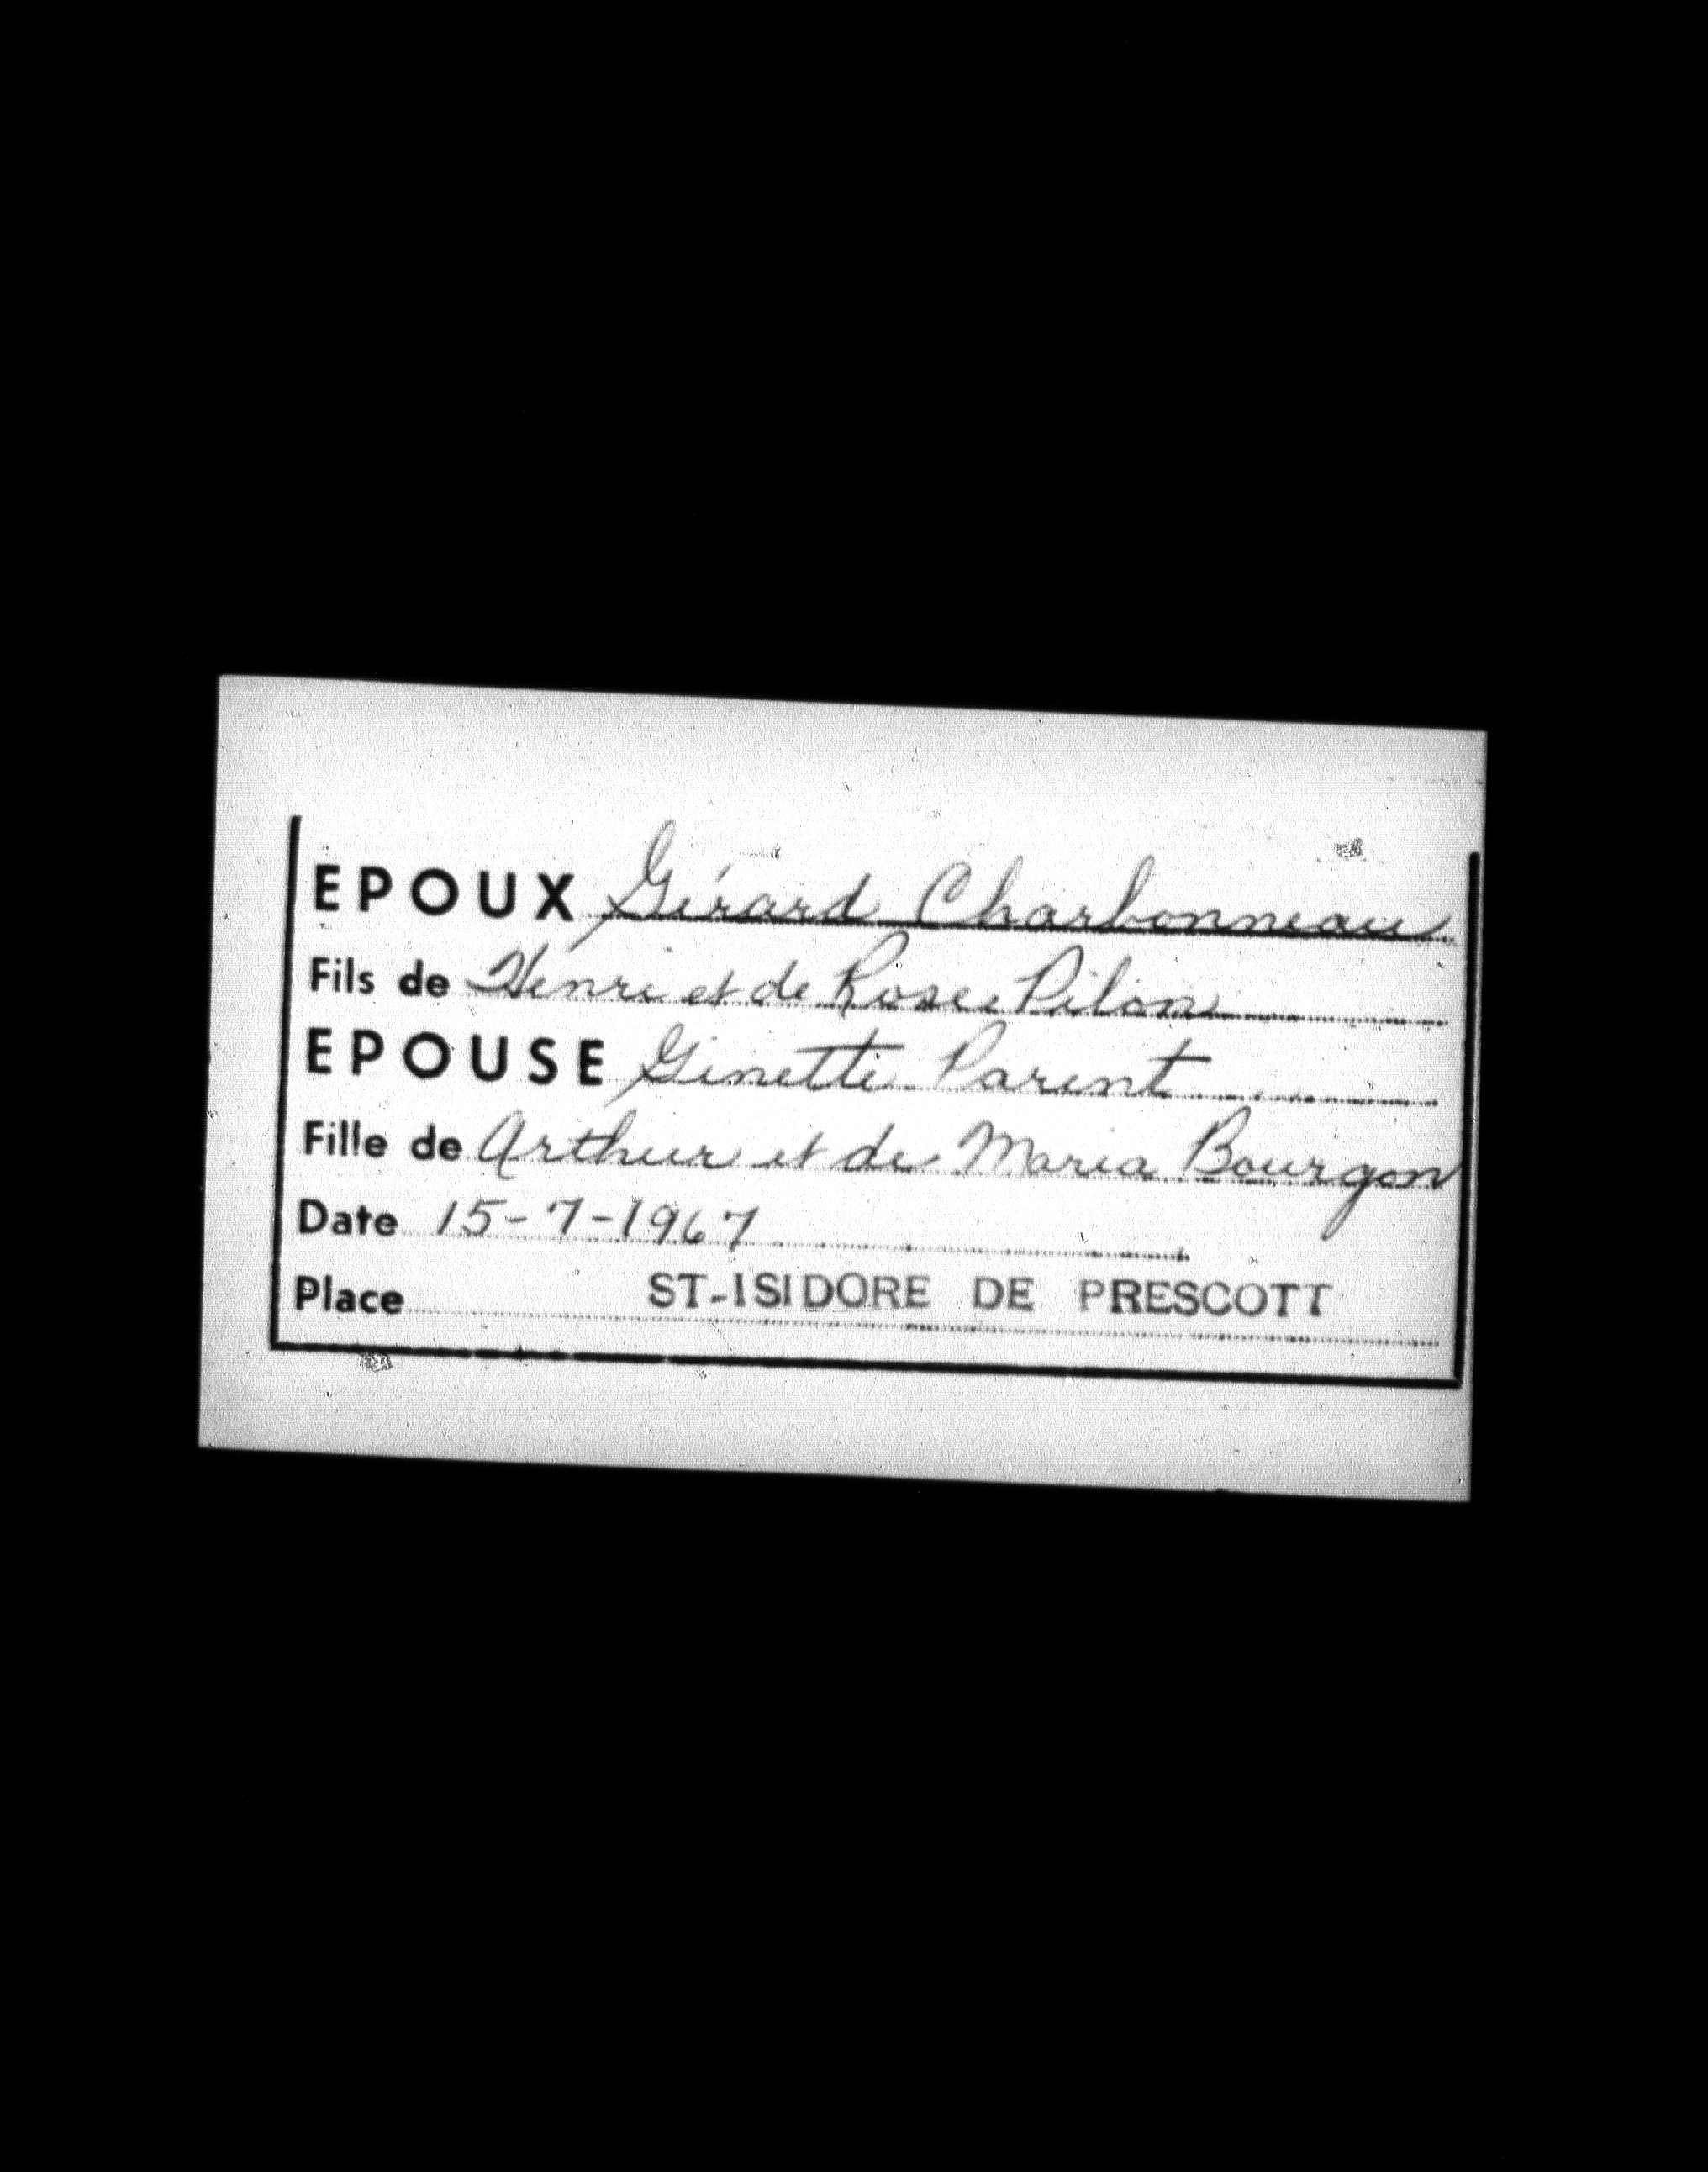 EPOUX Gérard Charbonneau
Fils de Henri et de Rose Pilon
EPOUSE Ginette Parent
Fille de Arthur et de Maria Bourgon
Date 15-7-1967
Place ST-ISIDORE DE PRESCOTT